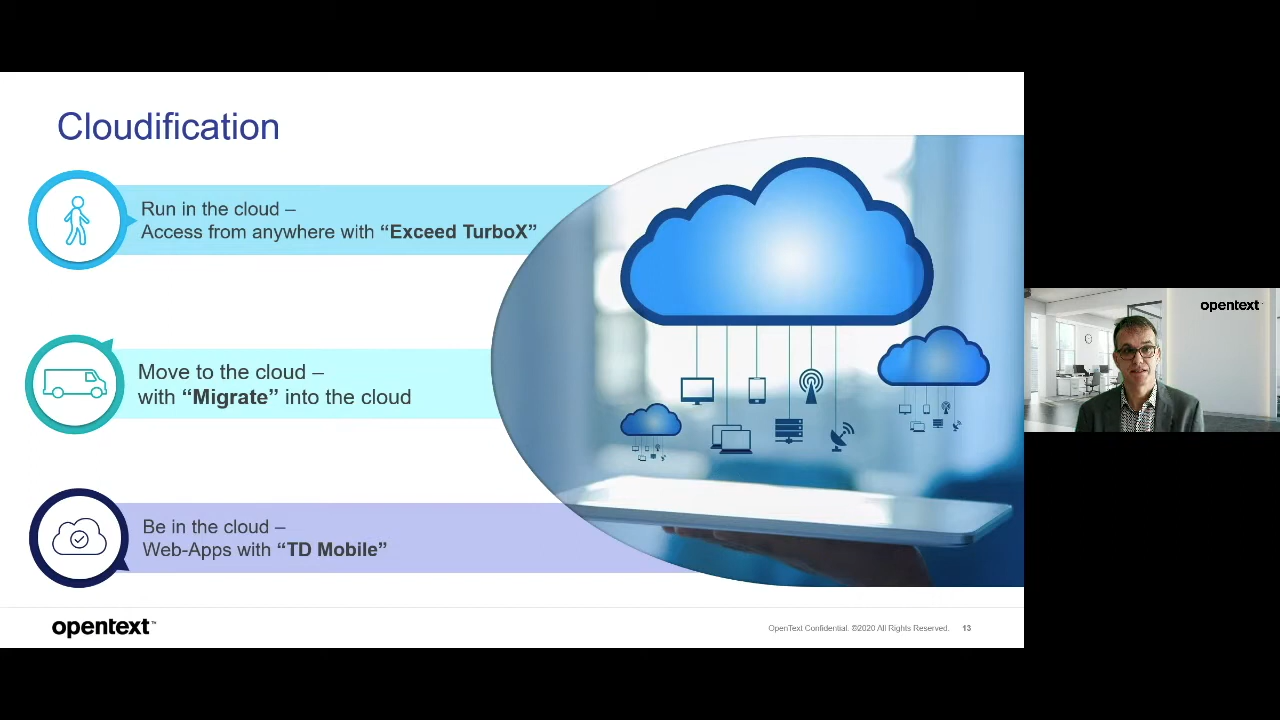 Cloudification
Run in the cloud –
Access from anywhere with “Exceed TurboX”
Move to the cloud –
with “Migrate” into the cloud
Be in the cloud –
Web-Apps with “TD Mobile”
opentext™
OpenText Confidential. ©2020 All Rights Reserved. 13
opentext